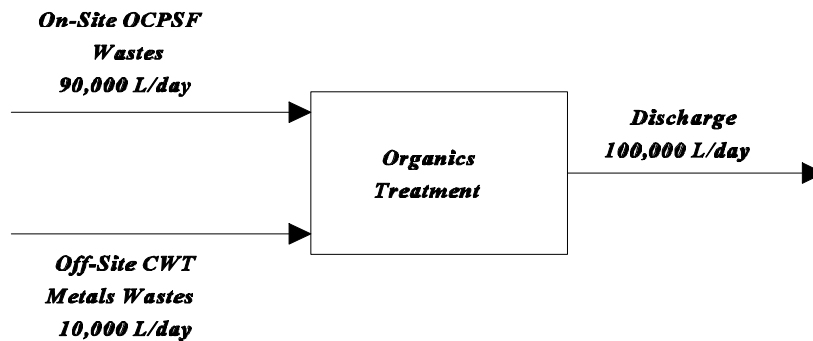 On-Site OCPSF
Wastes
90,000 L/day
Organics
Treatment
Discharge
100,000 L/day
Off-Site CWT
Metals Wastes
10,000 L/day